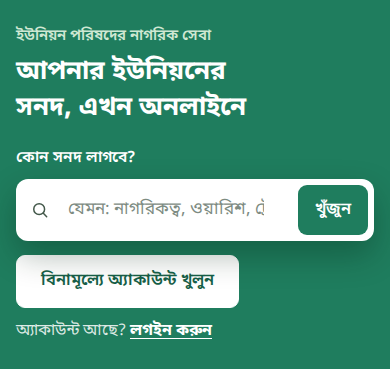 ইউনিয়ন পরিষদের নাগরিক সেবা
আপনার ইউনিয়নের
সনদ, এখন অনলাইনে
কোন সনদ লাগবে?
যেমন: নাগরিকত্ব, ওয়ারিশ,
খুঁজুন
বিনামূল্যে অ্যাকাউন্ট খুলুন
অ্যাকাউন্ট আছে? লগইন করুন